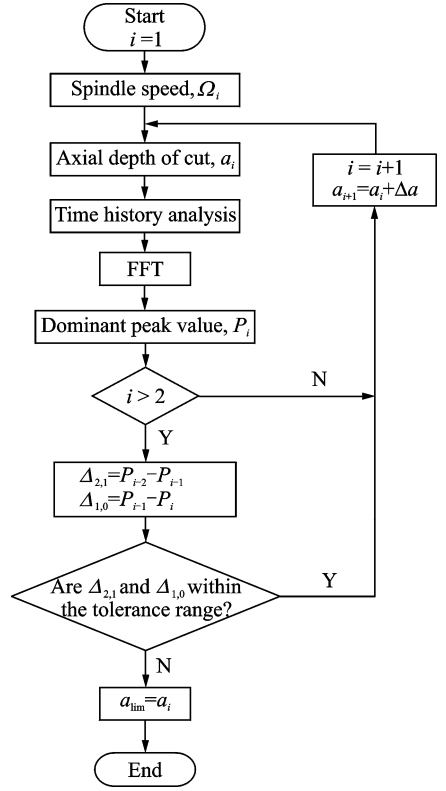 Start
i=1
Spindle speed, Ωᵢ
Axial depth of cut, aᵢ
i = i+1
aᵢ₊₁=aᵢ+Δa
Time history analysis
FFT
Dominant peak value, Pᵢ
i > 2
N
Y
Δ₂,₁=Pᵢ₋₂−Pᵢ₋₁
Δ₁,₀=Pᵢ₋₁−Pᵢ
Are Δ₂,₁ and Δ₁,₀ within
the tolerance range?
Y
N
aₗᵢₘ=aᵢ
End